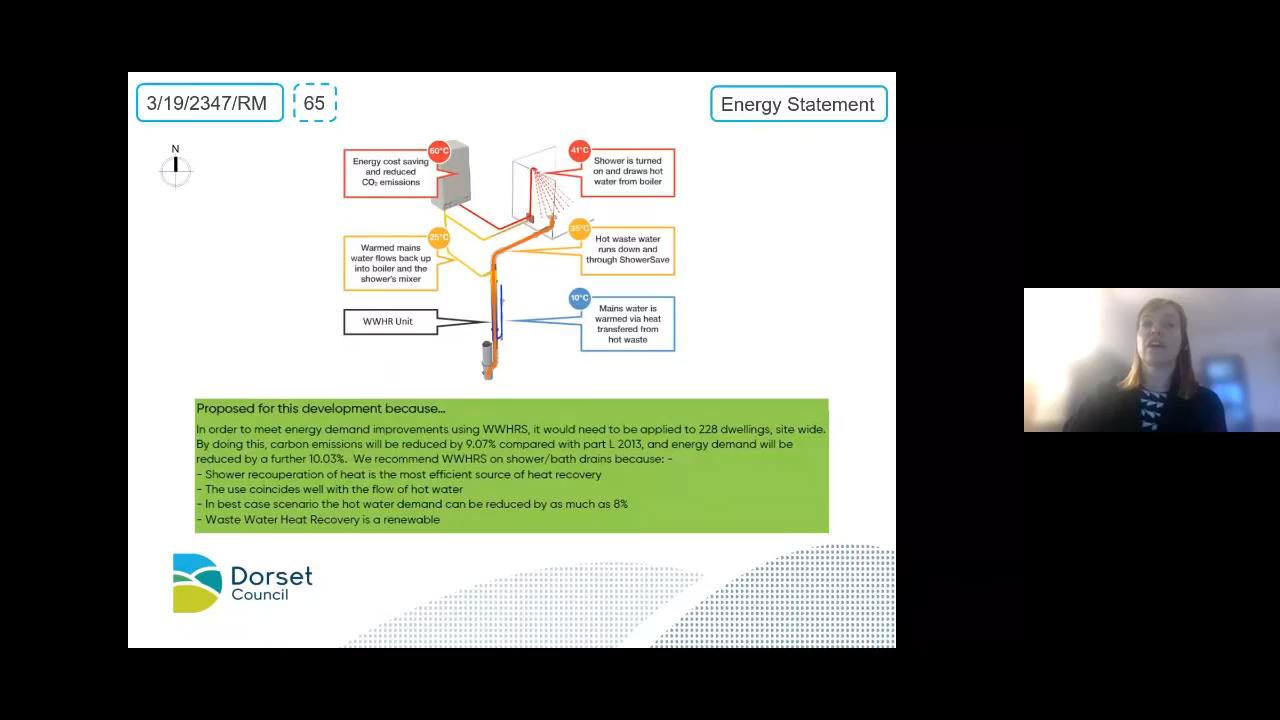 3/19/2347/RM
65
Energy Statement
N
60°C
Energy cost saving
and reduced
CO₂ emissions
41°C
Shower is turned
on and draws hot
water from boiler
25°C
Warmed mains
water flows back up
into boiler and the
shower's mixer
35°C
Hot waste water
runs down and
through ShowerSave
WWHR Unit
10°C
Mains water is
warmed via heat
transfered from
hot waste
Proposed for this development because...
In order to meet energy demand improvements using WWHRS, it would need to be applied to 228 dwellings, site wide.
By doing this, carbon emissions will be reduced by 9.07% compared with part L 2013, and energy demand will be
reduced by a further 10.03%. We recommend WWHRS on shower/bath drains because: -
- Shower recouperation of heat is the most efficient source of heat recovery
- The use coincides well with the flow of hot water
- In best case scenario the hot water demand can be reduced by as much as 8%
- Waste Water Heat Recovery is a renewable
Dorset
Council